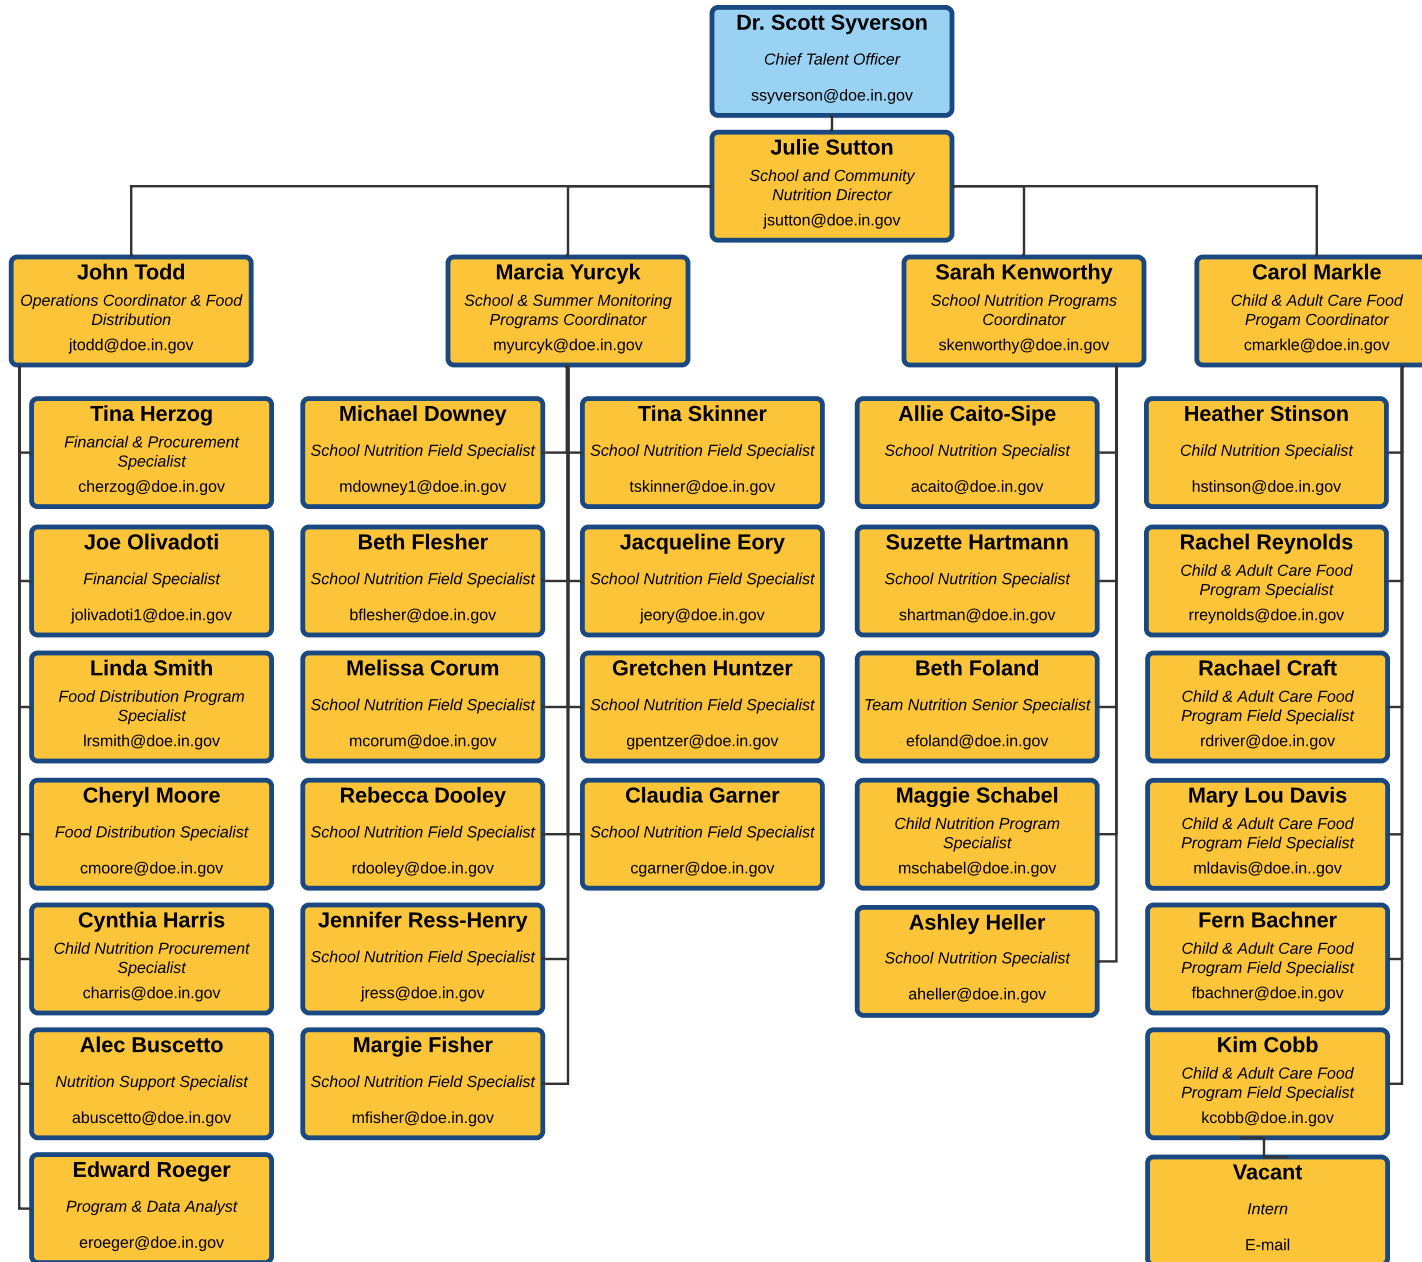 Dr. Scott Syverson
Chief Talent Officer
ssyverson@doe.in.gov
Julie Sutton
School and Community
Nutrition Director
jsutton@doe.in.gov
John Todd
Operations Coordinator & Food
Distribution
jtodd@doe.in.gov
Marcia Yurcyk
School & Summer Monitoring
Programs Coordinator
myurcyk@doe.in.gov
Sarah Kenworthy
School Nutrition Programs
Coordinator
skenworthy@doe.in.gov
Carol Markle
Child & Adult Care Food
Progam Coordinator
cmarkle@doe.in.gov
Tina Herzog
Financial & Procurement
Specialist
cherzog@doe.in.gov
Joe Olivadoti
Financial Specialist
jolivadoti1@doe.in.gov
Linda Smith
Food Distribution Program
Specialist
lrsmith@doe.in.gov
Cheryl Moore
Food Distribution Specialist
cmoore@doe.in.gov
Cynthia Harris
Child Nutrition Procurement
Specialist
charris@doe.in.gov
Alec Buscetto
Nutrition Support Specialist
abuscetto@doe.in.gov
Edward Roeger
Program & Data Analyst
eroeger@doe.in.gov
Michael Downey
School Nutrition Field Specialist
mdowney1@doe.in.gov
Beth Flesher
School Nutrition Field Specialist
bflesher@doe.in.gov
Melissa Corum
School Nutrition Field Specialist
mcorum@doe.in.gov
Rebecca Dooley
School Nutrition Field Specialist
rdooley@doe.in.gov
Jennifer Ress-Henry
School Nutrition Field Specialist
jress@doe.in.gov
Margie Fisher
School Nutrition Field Specialist
mfisher@doe.in.gov
Tina Skinner
School Nutrition Field Specialist
tskinner@doe.in.gov
Jacqueline Eory
School Nutrition Field Specialist
jeory@doe.in.gov
Gretchen Huntzer
School Nutrition Field Specialist
gpentzer@doe.in.gov
Claudia Garner
School Nutrition Field Specialist
cgarner@doe.in.gov
Allie Caito-Sipe
School Nutrition Specialist
acaito@doe.in.gov
Suzette Hartmann
School Nutrition Specialist
shartman@doe.in.gov
Beth Foland
Team Nutrition Senior Specialist
efoland@doe.in.gov
Maggie Schabel
Child Nutrition Program
Specialist
mschabel@doe.in.gov
Ashley Heller
School Nutrition Specialist
aheller@doe.in.gov
Heather Stinson
Child Nutrition Specialist
hstinson@doe.in.gov
Rachel Reynolds
Child & Adult Care Food
Program Specialist
rreynolds@doe.in.gov
Rachael Craft
Child & Adult Care Food
Program Field Specialist
rdriver@doe.in.gov
Mary Lou Davis
Child & Adult Care Food
Program Field Specialist
mldavis@doe.in..gov
Fern Bachner
Child & Adult Care Food
Program Field Specialist
fbachner@doe.in.gov
Kim Cobb
Child & Adult Care Food
Program Field Specialist
kcobb@doe.in.gov
Vacant
Intern
E-mail